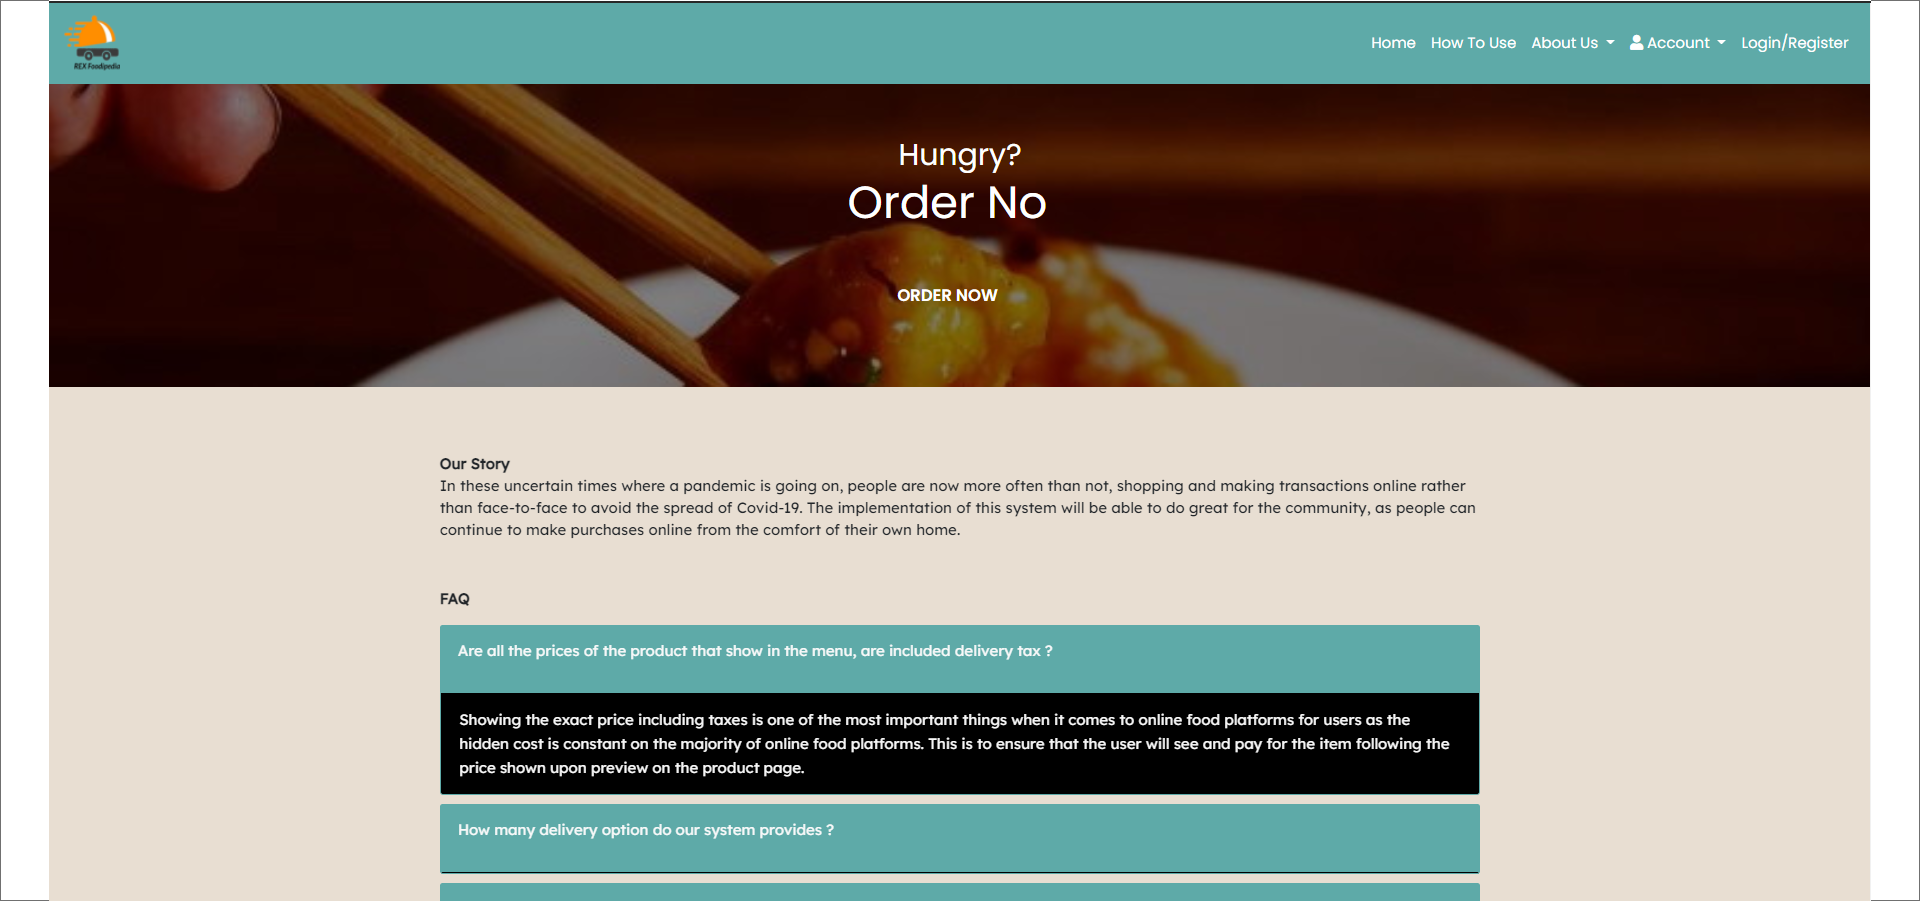 REX Foodipedia
Home How To Use About Us Account Login/Register
Hungry?
Order No
ORDER NOW
Our Story
In these uncertain times where a pandemic is going on, people are now more often than not, shopping and making transactions online rather
than face-to-face to avoid the spread of Covid-19. The implementation of this system will be able to do great for the community, as people can
continue to make purchases online from the comfort of their own home.
FAQ
Are all the prices of the product that show in the menu, are included delivery tax ?
Showing the exact price including taxes is one of the most important things when it comes to online food platforms for users as the
hidden cost is constant on the majority of online food platforms. This is to ensure that the user will see and pay for the item following the
price shown upon preview on the product page.
How many delivery option do our system provides ?